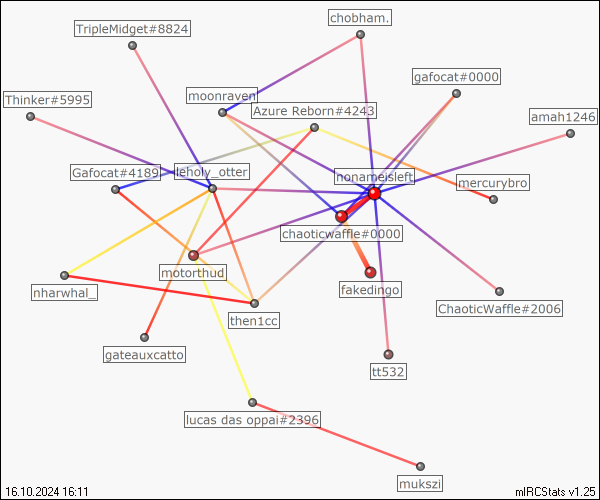 chobham.
TripleMidget#8824
gafocat#0000
moonraven
Thinker#5995
Azure Reborn#4243
amah1246
Gafocat#4189
leholy_otter
nonameisleft
mercurybro
chaoticwaffle#0000
motorthud
nharwhal_
fakedingo
ChaoticWaffle#2006
then1cc
gateauxcatto
tt532
lucas das oppai#2396
mukszi
16.10.2024 16:11
mIRCStats v1.25